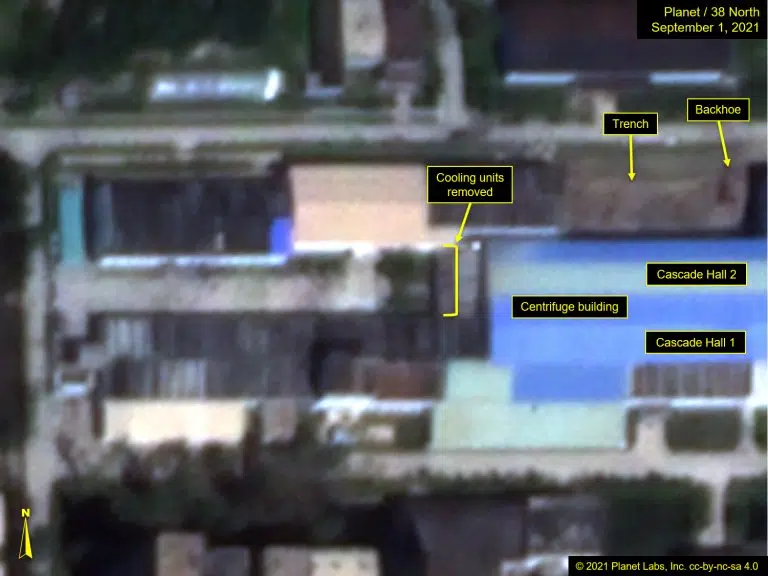 Planet / 38 North
September 1, 2021
Backhoe
Trench
Cooling units
removed
Cascade Hall 2
Centrifuge building
Cascade Hall 1
N
© 2021 Planet Labs, Inc. cc-by-nc-sa 4.0